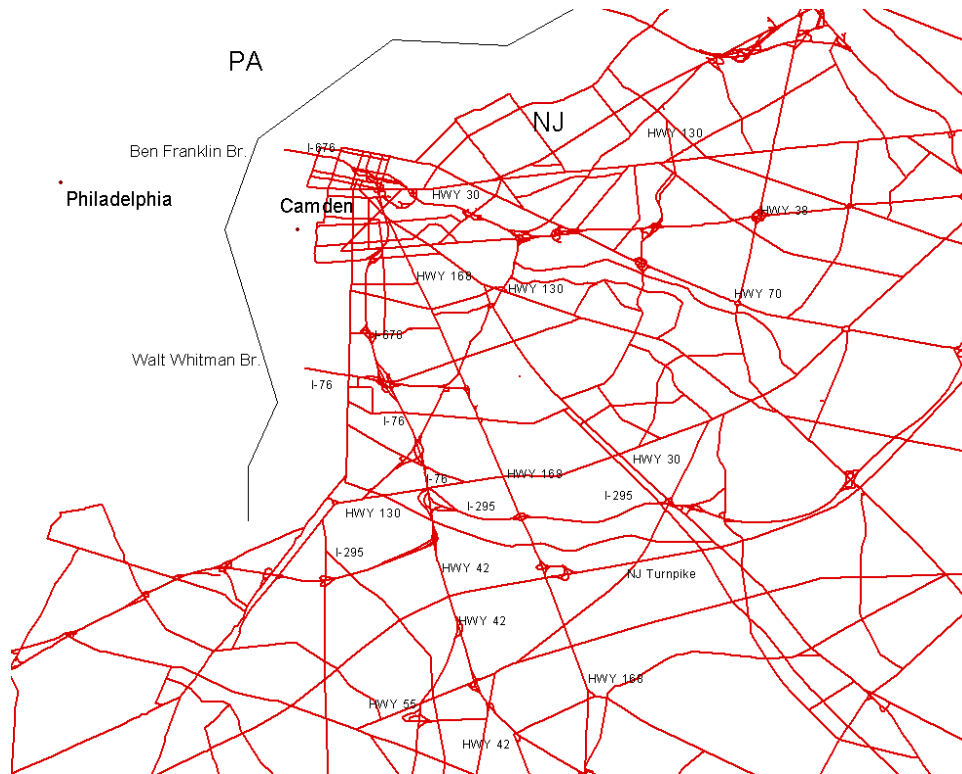 PA
NJ
HWY 130
Ben Franklin Br.
I-676
Philadelphia
HWY 30
Camden
HWY 38
HWY 168
HWY 130
HWY 70
I-676
Walt Whitman Br.
I-76
I-76
HWY 30
HWY 168
I-76
I-295
HWY 130
I-295
HWY 42
NJ Turnpike
HWY 42
HWY 168
HWY 55
HWY 42